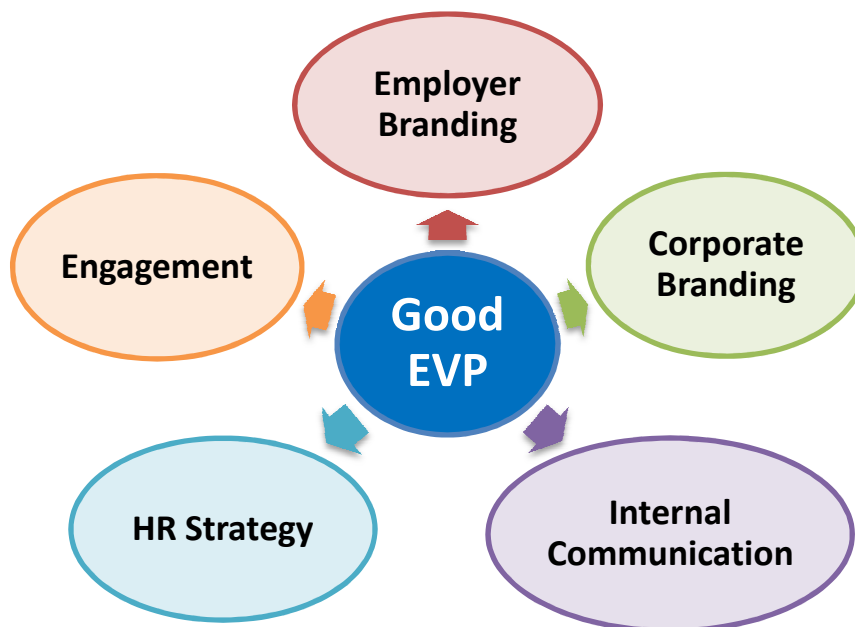 Employer
Branding
Engagement
Corporate
Branding
Good
EVP
HR Strategy
Internal
Communication